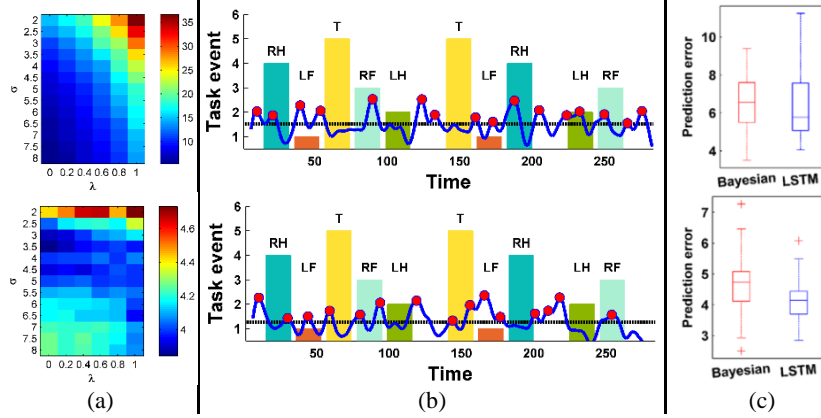 2
3
4
5
5.5
6
6.5
7
7.5
8
σ
0 0.2 0.4 0.6 0.8 1
λ
35
30
25
20
15
10
6
5
4
3
2
1
Task event
RH
LF
T
RF
LH
T
LF
RH
LH
RF
50 100 150 200 250
Time
10
8
6
4
Prediction error
Bayesian LSTM
2
2.5
3
3.5
4
4.5
5
5.5
6
6.5
7
7.5
8
σ
0 0.2 0.4 0.6 0.8 1
λ
4.6
4.4
4.2
4
6
5
4
3
2
1
Task event
RH
LF
T
RF
LH
T
LF
RH
LH
RF
50 100 150 200 250
Time
7
6
5
4
3
Prediction error
Bayesian LSTM
(a) (b) (c)